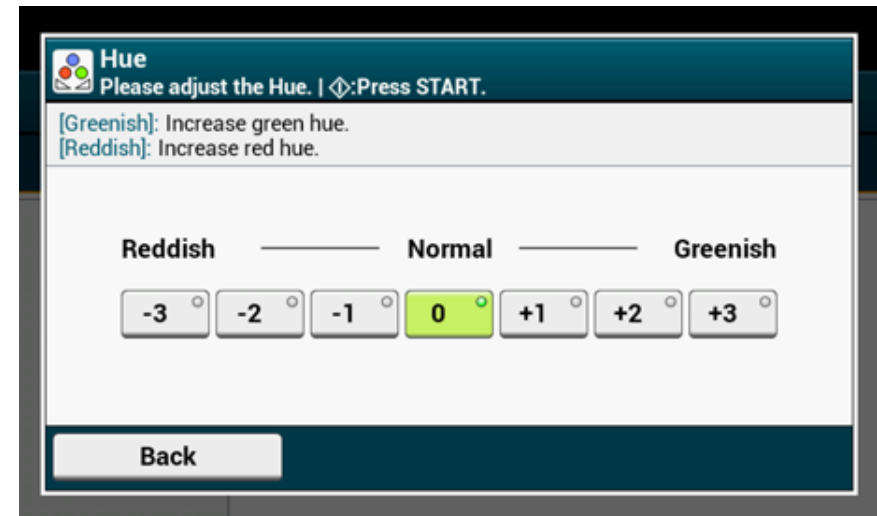 Hue
Please adjust the Hue. | :Press START.
[Greenish]: Increase green hue.
[Reddish]: Increase red hue.
Reddish Normal Greenish
-3 -2 -1 0 +1 +2 +3
Back